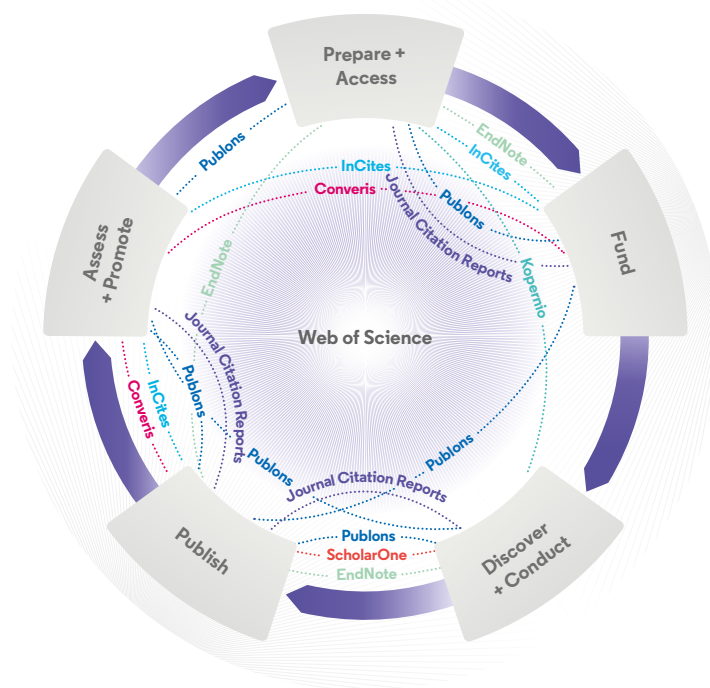 Prepare +
Access
Publons
EndNote
InCites
InCites
Converis
Publons
Journal Citation Reports
Assess
+ Promote
Fund
EndNote
Kopernio
Web of Science
Journal Citation Reports
Publons
InCites
Converis
Publons
Publons
Journal Citation Reports
Publish
Publons
ScholarOne
EndNote
Discover
+ Conduct